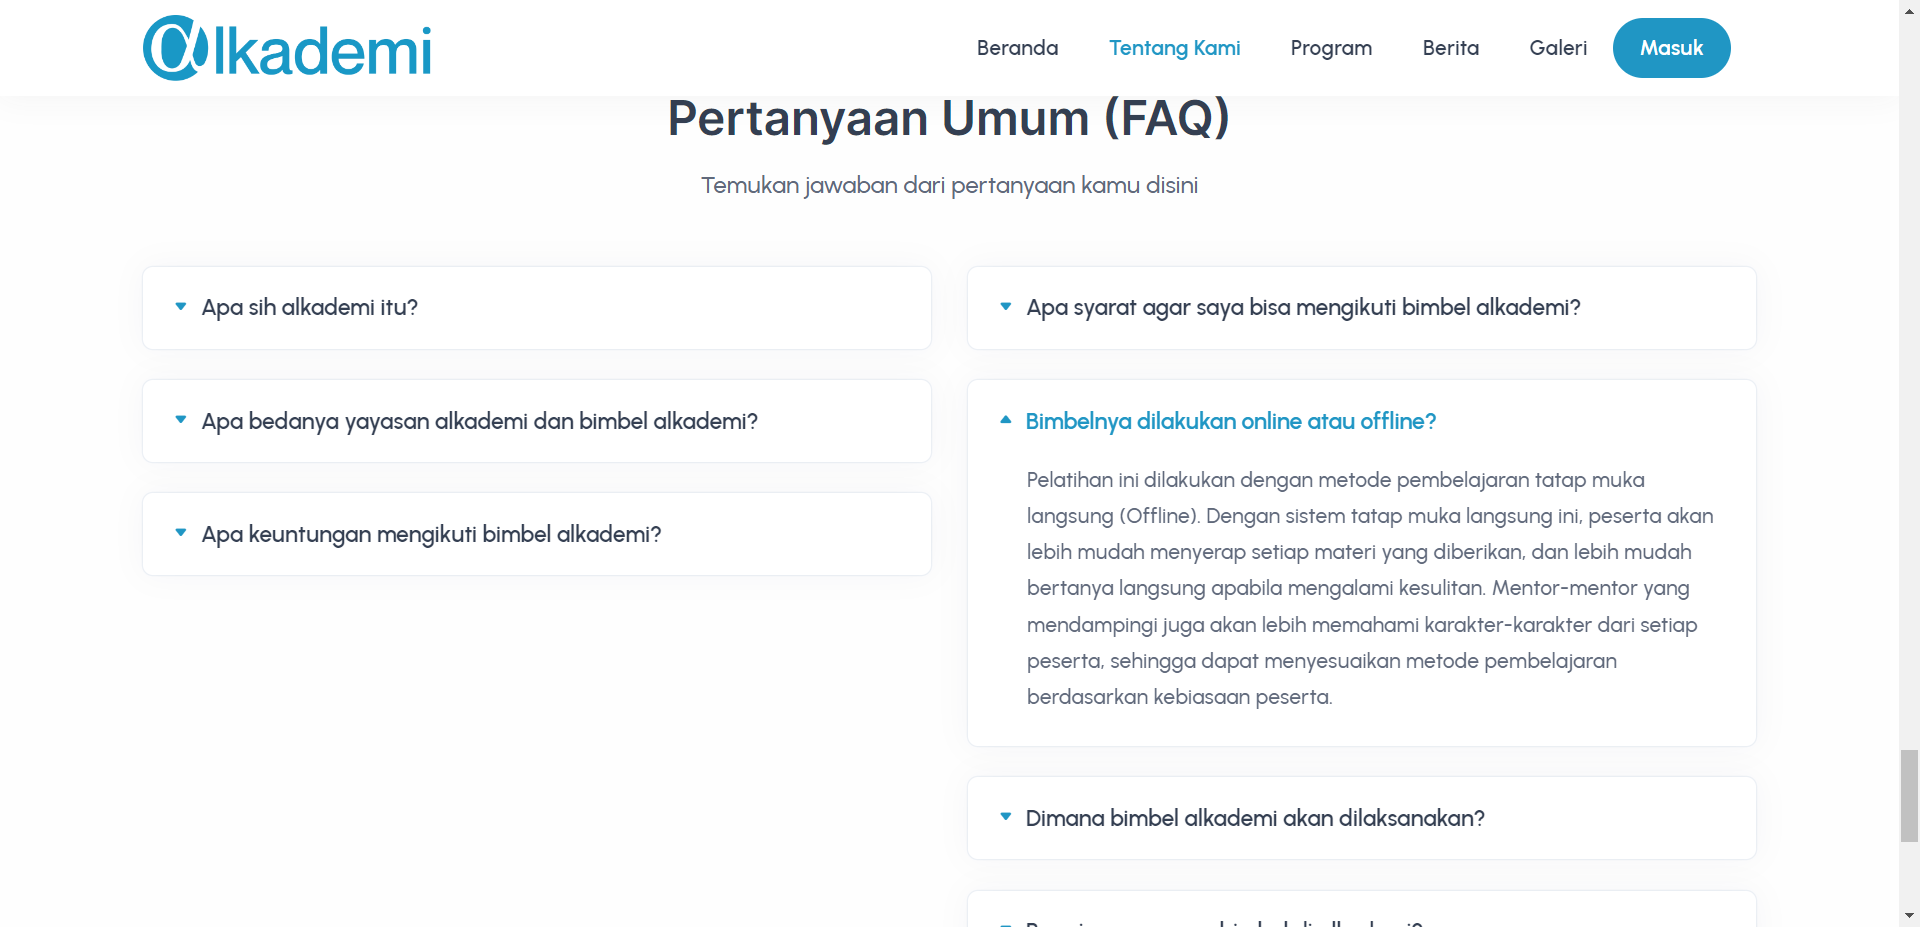 @lkademi
Beranda
Tentang Kami
Program
Berita
Galeri
Masuk
Pertanyaan Umum (FAQ)
Temukan jawaban dari pertanyaan kamu disini
Apa sih alkademi itu?
Apa bedanya yayasan alkademi dan bimbel alkademi?
Apa keuntungan mengikuti bimbel alkademi?
Apa syarat agar saya bisa mengikuti bimbel alkademi?
Bimbelnya dilakukan online atau offline?
Pelatihan ini dilakukan dengan metode pembelajaran tatap muka
langsung (Offline). Dengan sistem tatap muka langsung ini, peserta akan
lebih mudah menyerap setiap materi yang diberikan, dan lebih mudah
bertanya langsung apabila mengalami kesulitan. Mentor-mentor yang
mendampingi juga akan lebih memahami karakter-karakter dari setiap
peserta, sehingga dapat menyesuaikan metode pembelajaran
berdasarkan kebiasaan peserta.
Dimana bimbel alkademi akan dilaksanakan?